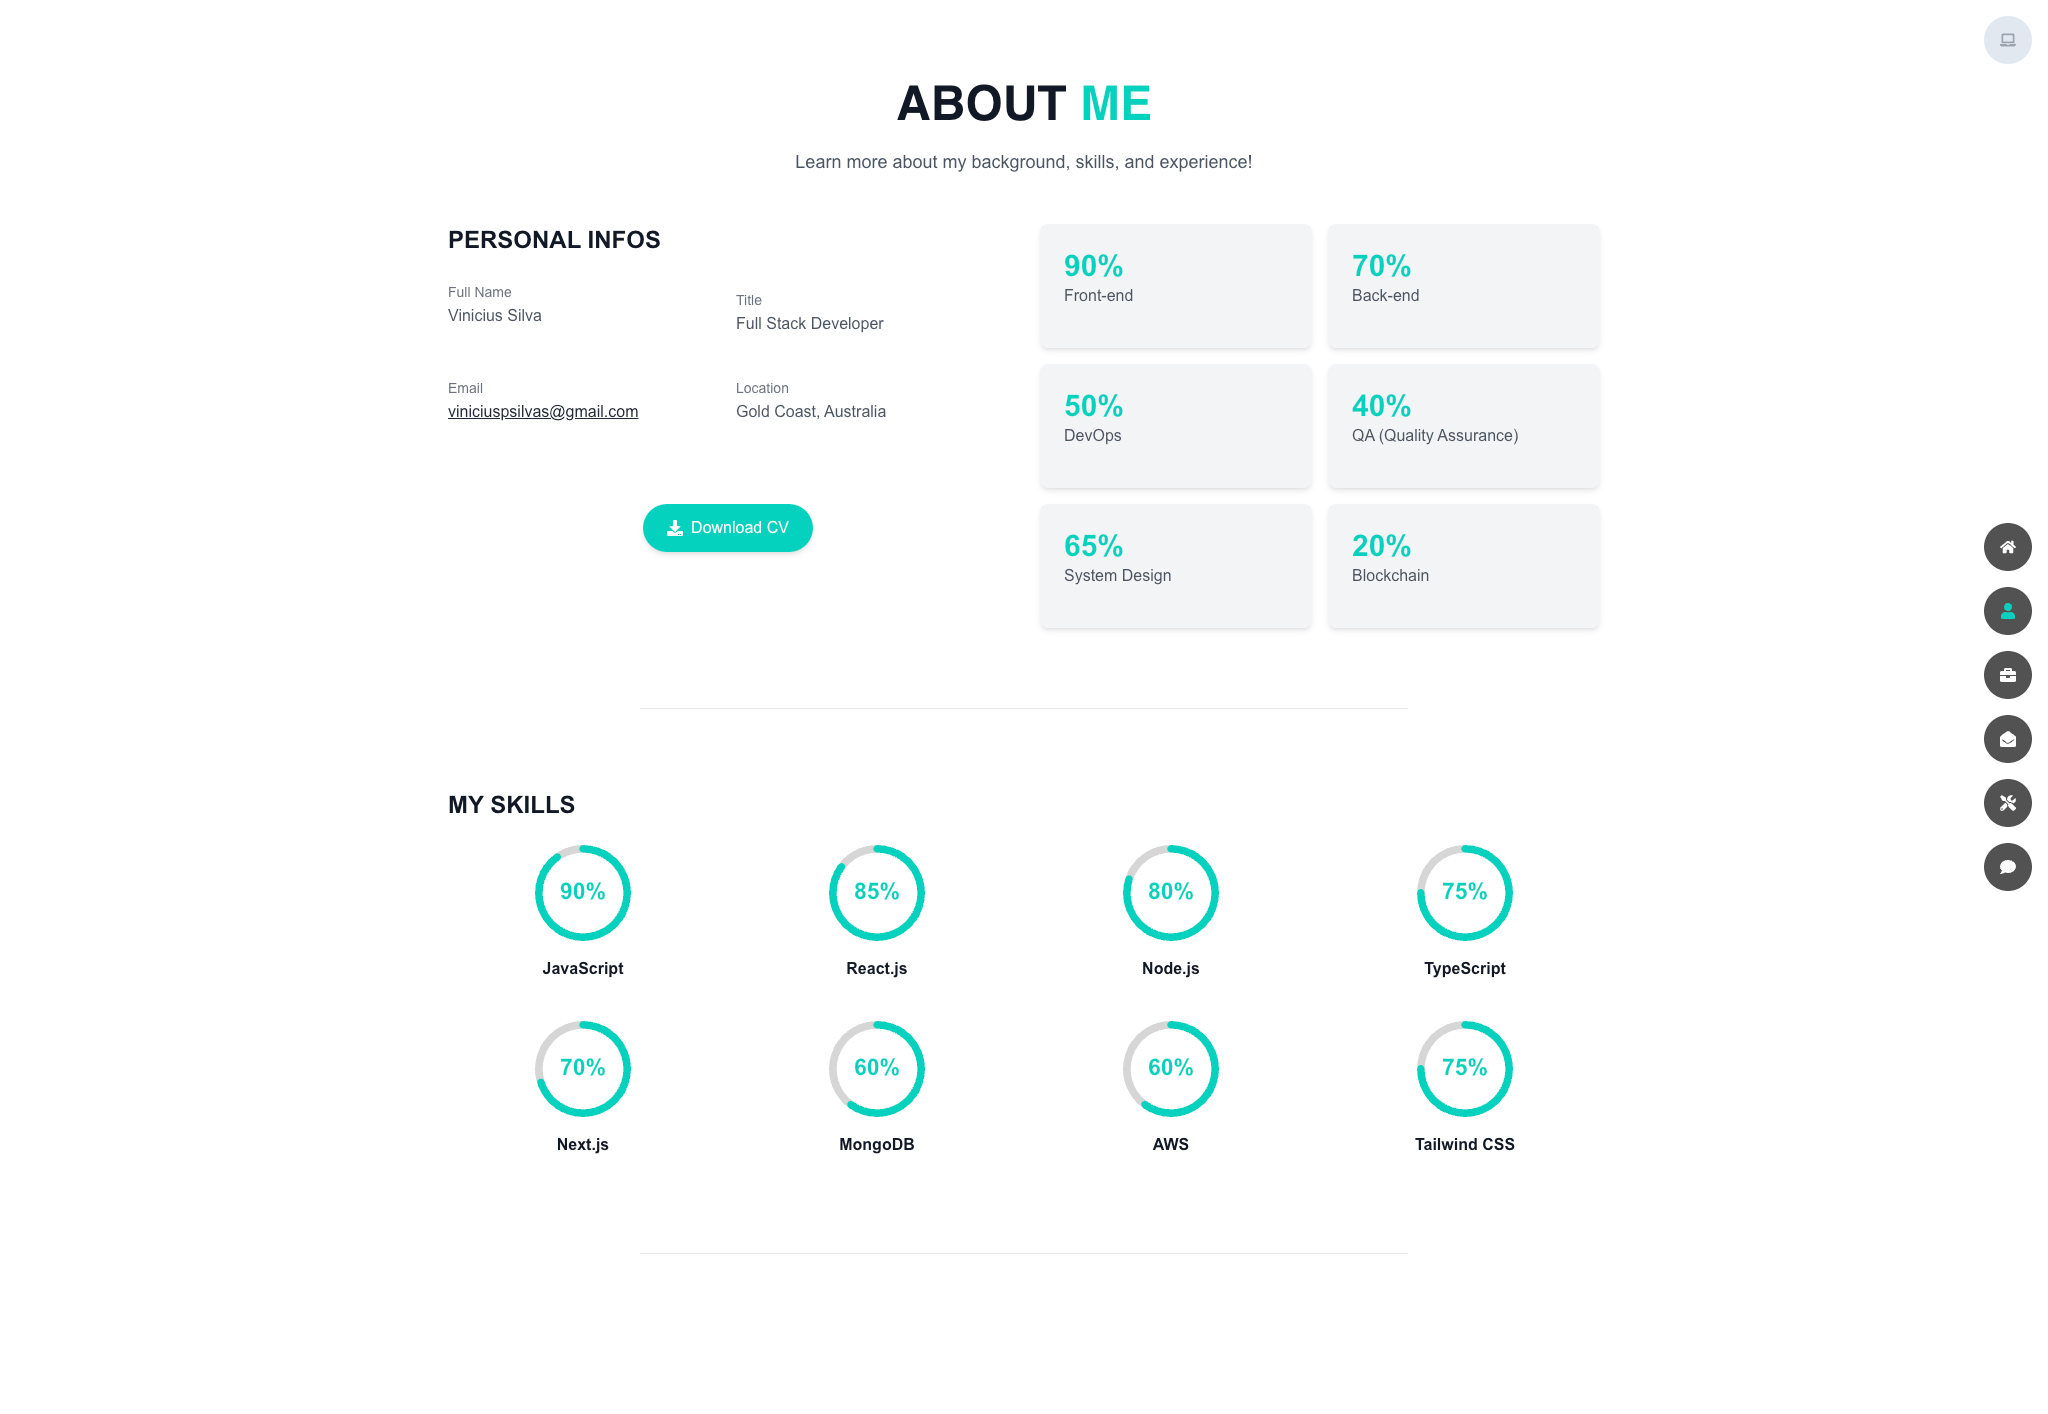 ABOUT ME
Learn more about my background, skills, and experience!
PERSONAL INFOS
Full Name
Vinicius Silva
Title
Full Stack Developer
Email
viniciuspsilvas@gmail.com
Location
Gold Coast, Australia
Download CV
90%
Front-end
70%
Back-end
50%
DevOps
40%
QA (Quality Assurance)
65%
System Design
20%
Blockchain
MY SKILLS
90%
JavaScript
85%
React.js
80%
Node.js
75%
TypeScript
70%
Next.js
60%
MongoDB
60%
AWS
75%
Tailwind CSS